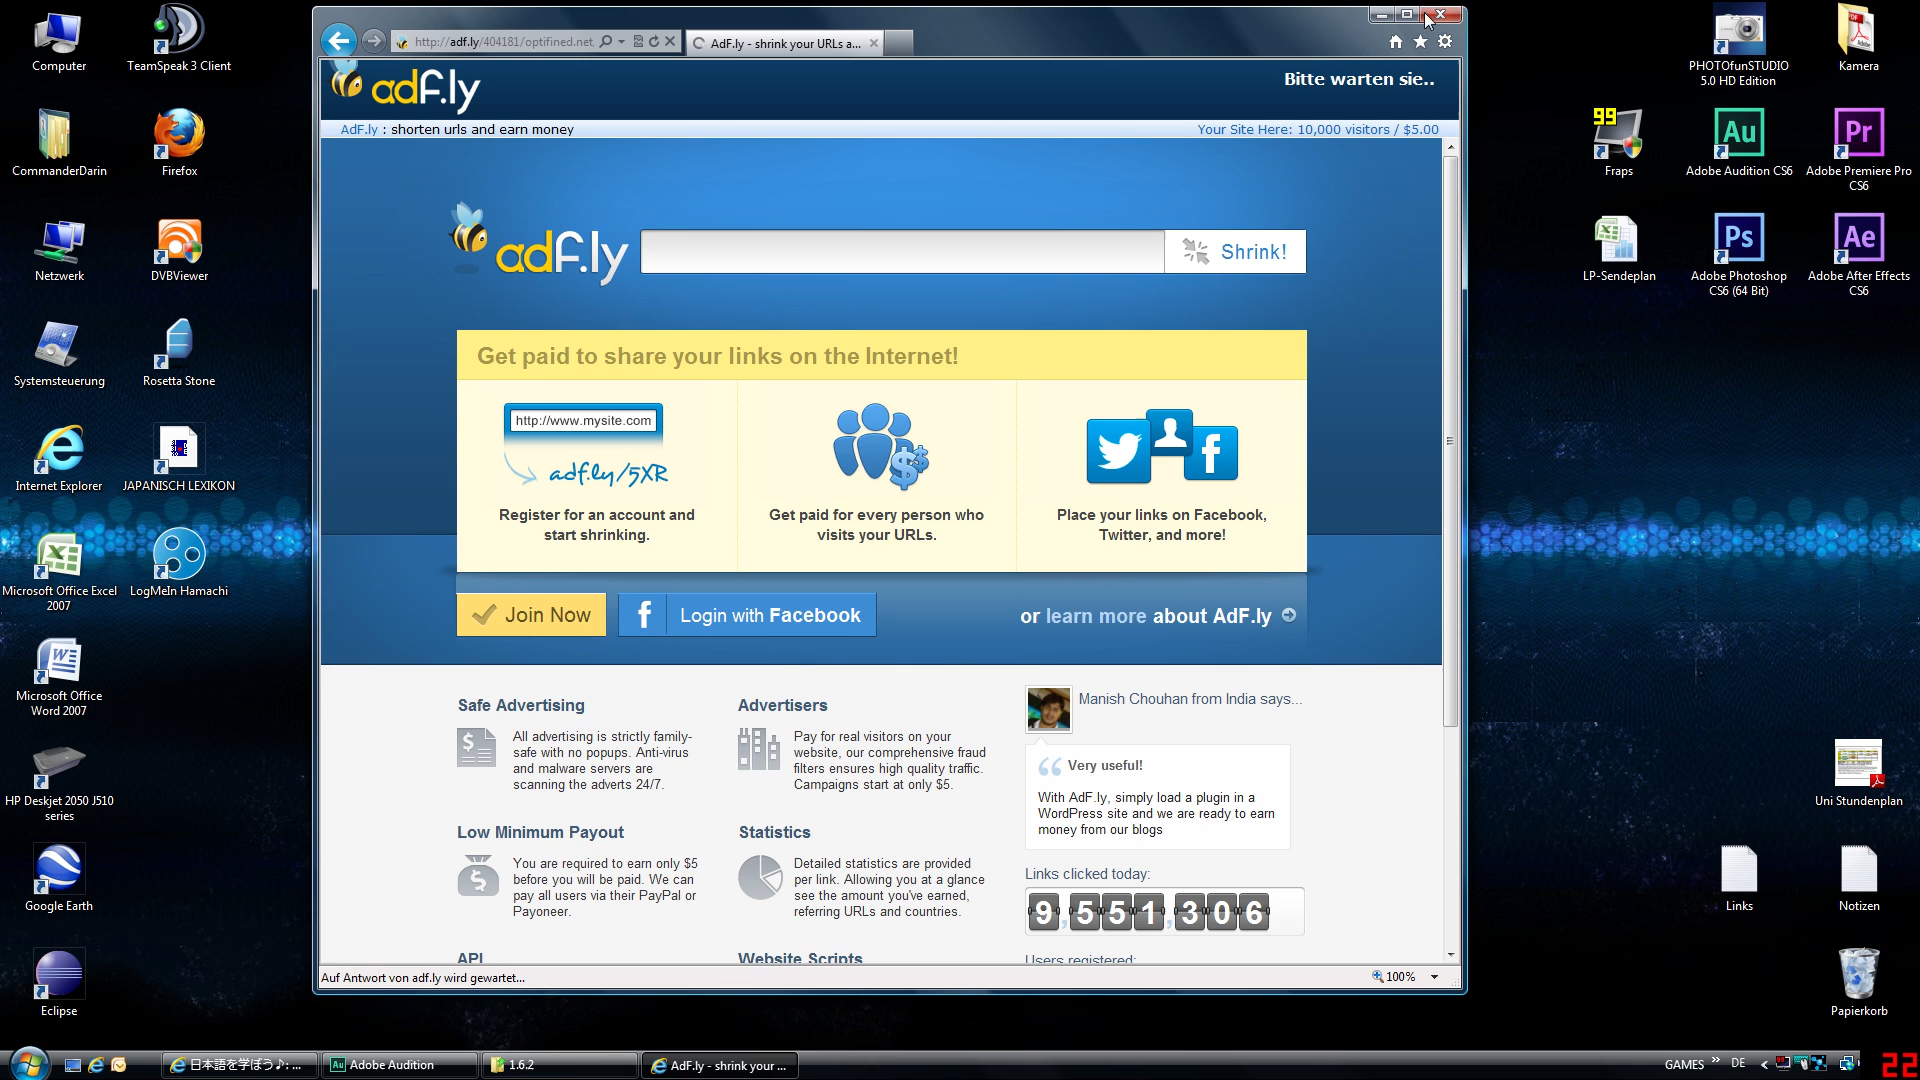 Computer
TeamSpeak 3 Client
CommanderDarin
Firefox
Netzwerk
DVBViewer
Systemsteuerung
Rosetta Stone
Internet Explorer
JAPANISCH LEXIKON
Microsoft Office Excel
2007
LogMeIn Hamachi
Microsoft Office
Word 2007
HP Deskjet 2050 J510
series
Google Earth
Eclipse
http://adf.ly/404181/optifined.net
AdF.ly - shrink your URLs a...
adf.ly
Bitte warten sie..
AdF.ly : shorten urls and earn money
Your Site Here: 10,000 visitors / $5.00
adf.ly
Shrink!
Get paid to share your links on the Internet!
http://www.mysite.com
adf.ly/5XR
Register for an account and
start shrinking.
Get paid for every person who
visits your URLs.
Place your links on Facebook,
Twitter, and more!
Join Now
Login with Facebook
or learn more about AdF.ly
Safe Advertising
All advertising is strictly family-
safe with no popups. Anti-virus
and malware servers are
scanning the adverts 24/7.
Advertisers
Pay for real visitors on your
website, our comprehensive fraud
filters ensures high quality traffic.
Campaigns start at only $5.
Manish Chouhan from India says...
Very useful!
With AdF.ly, simply load a plugin in a
WordPress site and we are ready to earn
money from our blogs
Low Minimum Payout
You are required to earn only $5
before you will be paid. We can
pay all users via their PayPal or
Payoneer.
Statistics
Detailed statistics are provided
per link. Allowing you at a glance
see the amount you've earned,
referring URLs and countries.
Links clicked today:
9,551,306
API
Website Scripts
Users registered:
Auf Antwort von adf.ly wird gewartet...
100%
PHOTOfunSTUDIO
5.0 HD Edition
Kamera
99
Fraps
Au
Adobe Audition CS6
Pr
Adobe Premiere Pro
CS6
LP-Sendeplan
Ps
Adobe Photoshop
CS6 (64 Bit)
Ae
Adobe After Effects
CS6
Uni Stundenplan
Links
Notizen
Papierkorb
日本語を学ぼう♪: ...
Au Adobe Audition
1.6.2
AdF.ly - shrink your ...
GAMES
DE
22